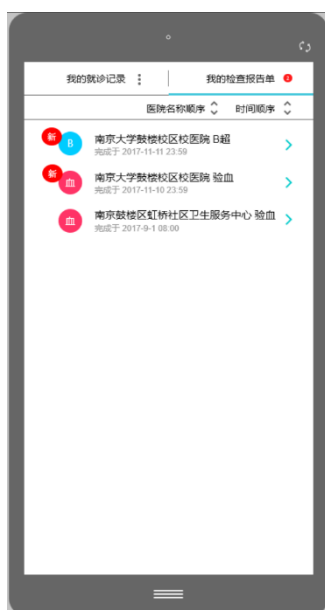 我的就诊记录
我的检查报告单 2
医院名称顺序 时间顺序
新
B
南京大学鼓楼校区校医院 B超
完成于 2017-11-11 23:59
新
血
南京大学鼓楼校区校医院 验血
完成于 2017-11-10 23:59
血
南京鼓楼区虹桥社区卫生服务中心 验血
完成于 2017-9-1 08:00